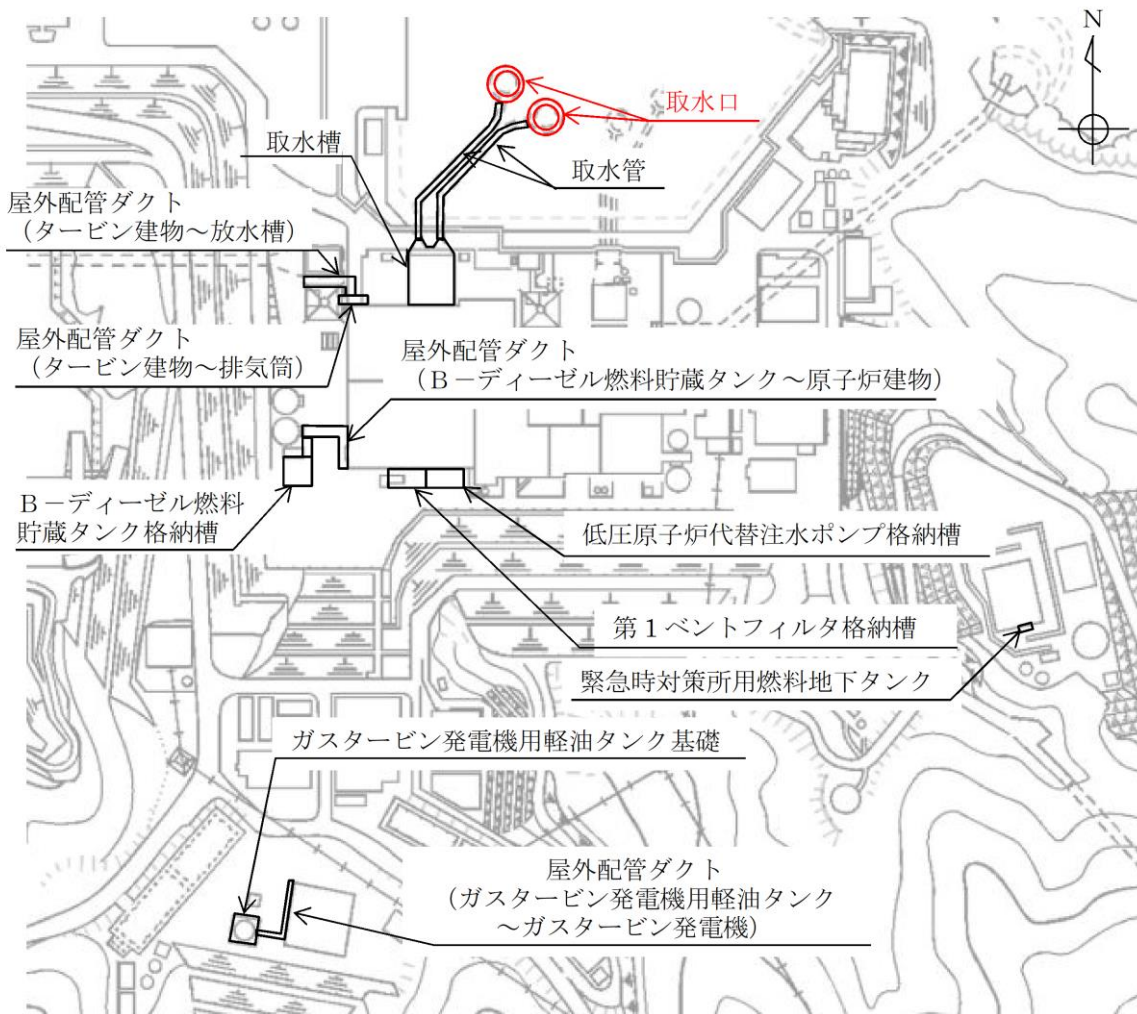 N
取水口
取水槽
取水管
屋外配管ダクト
(タービン建物~放水槽)
屋外配管ダクト
(タービン建物~排気筒)
屋外配管ダクト
(B-ディーゼル燃料貯蔵タンク~原子炉建物)
B-ディーゼル燃料
貯蔵タンク格納槽
低圧原子炉代替注水ポンプ格納槽
第1ベントフィルタ格納槽
緊急時対策所用燃料地下タンク
ガスタービン発電機用軽油タンク基礎
屋外配管ダクト
(ガスタービン発電機用軽油タンク
~ガスタービン発電機)